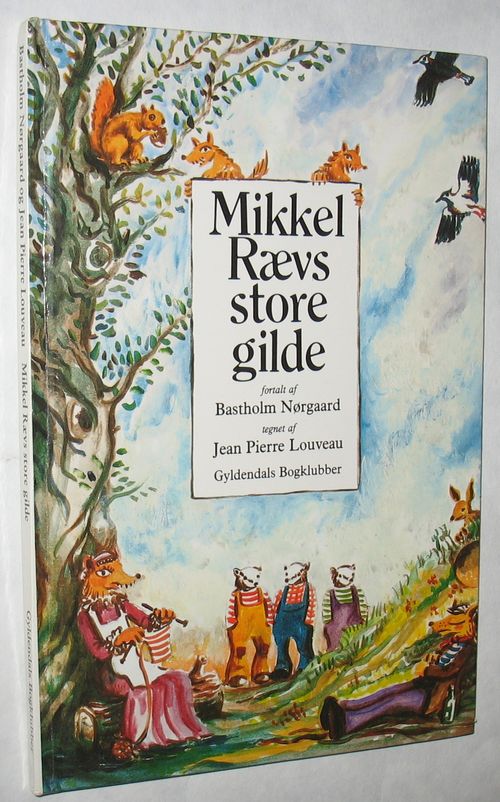 Mikkel
Rævs
store
gilde
fortalt af
Bastholm Nørgaard
tegnet af
Jean Pierre Louveau
Gyldendals Bogklubber
Bastholm Nørgaard og Jean Pierre Louveau Mikkel Rævs store gilde Gyldendals Bogklubber